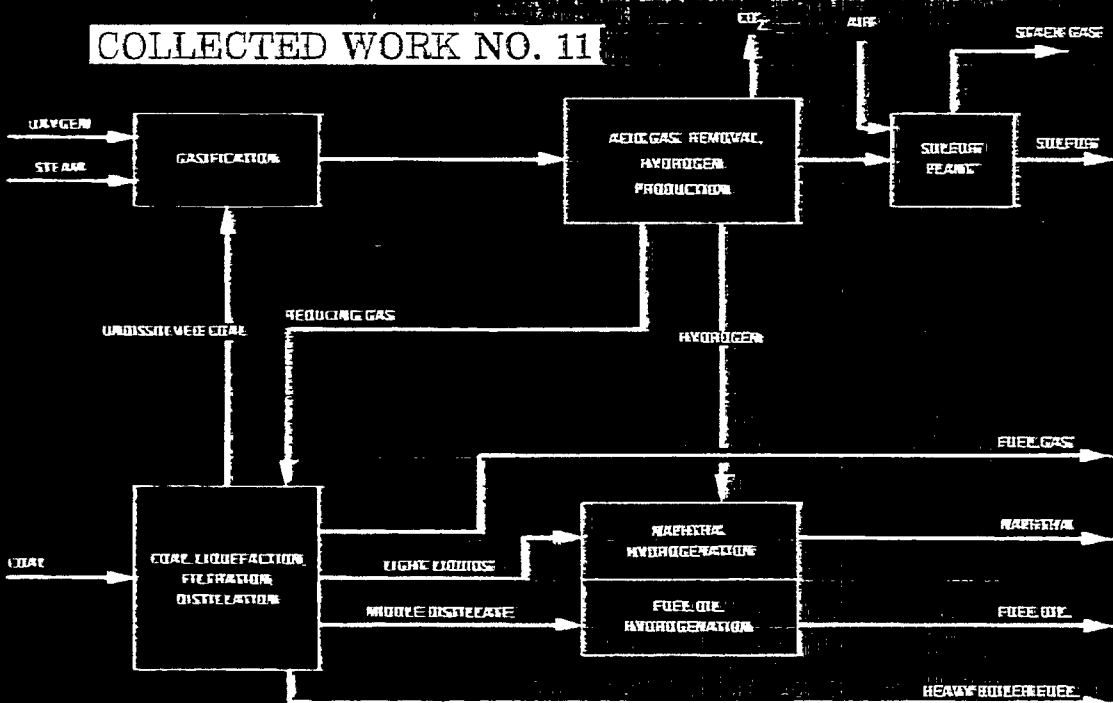 COLLECTED WORK NO. 11
CO2
AIR
STACK GAS
OXYGEN
STEAM
GASIFICATION
ACID GAS REMOVAL,
HYDROGEN
PRODUCTION
SULFUR
PLANT
SULFUR
UNDISSOLVED COAL
REDUCING GAS
HYDROGEN
FUEL GAS
COAL
COAL LIQUEFACTION
FILTRATION
DISTILLATION
LIGHT LIQUIDS
MIDDLE DISTILLATE
NAPHTHA
HYDROGENATION
FUEL OIL
HYDROGENATION
NAPHTHA
FUEL OIL
HEAVY BOILER FUEL